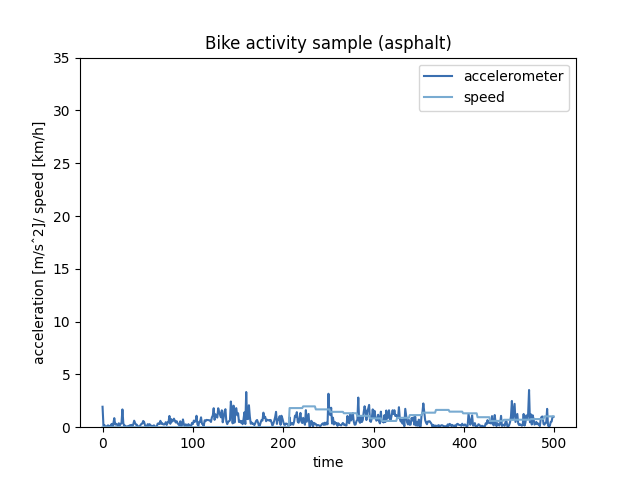 Bike activity sample (asphalt)
accelerometer
speed
acceleration [m/sˆ2]/ speed [km/h]
35
30
25
20
15
10
5
0
0 100 200 300 400 500
time